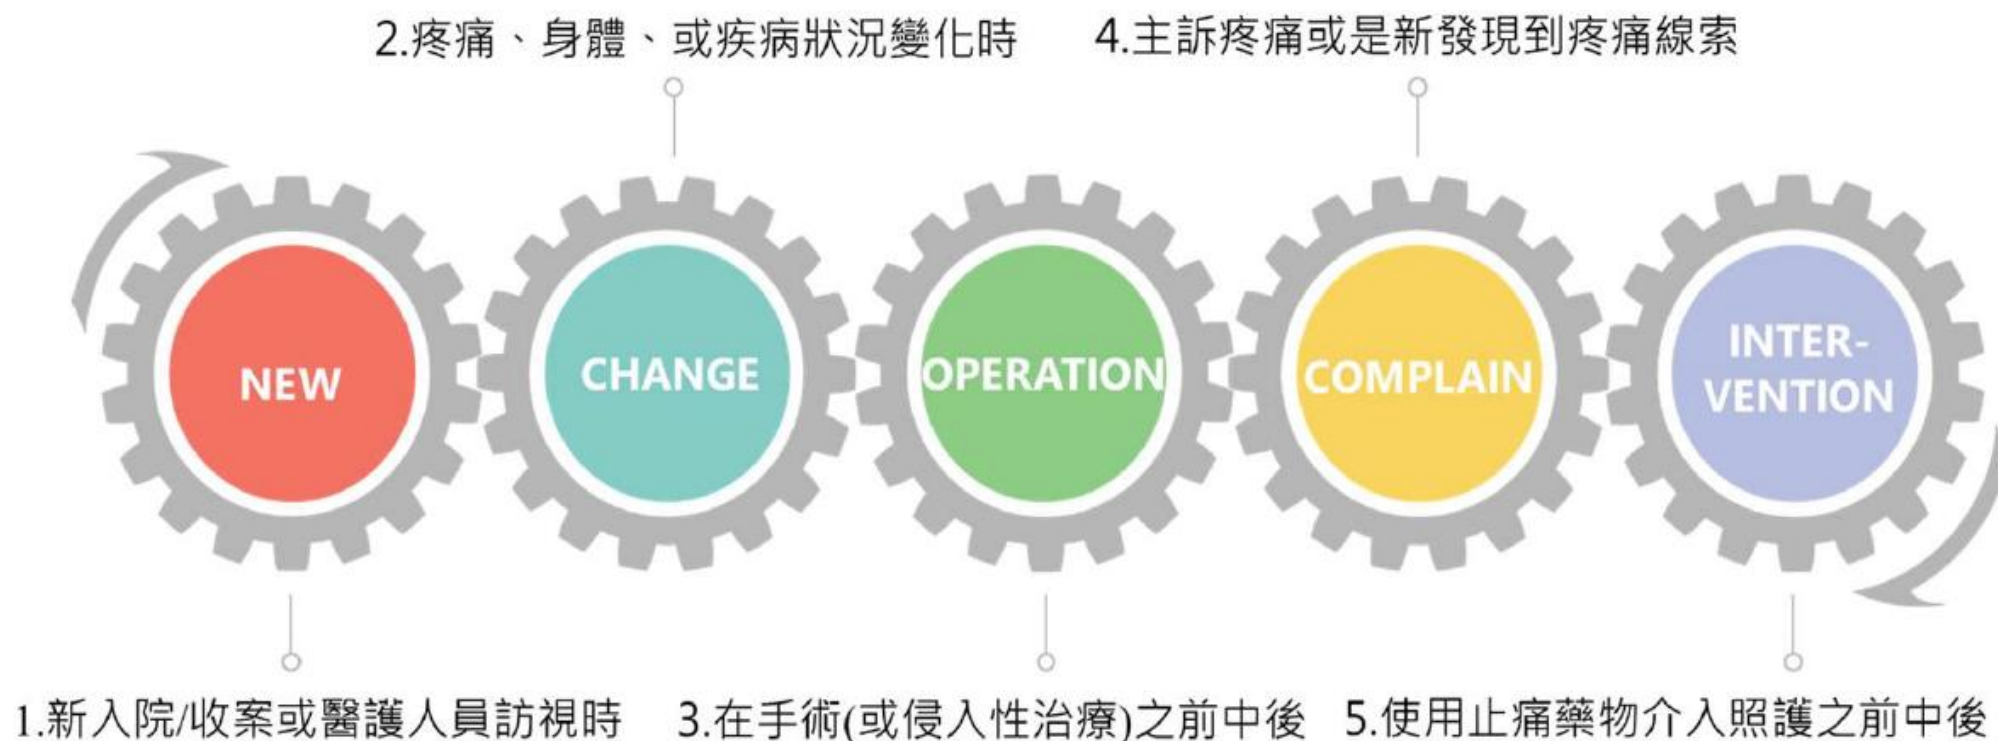 2.疼痛、身體、或疾病狀況變化時
4.主訴疼痛或是新發現到疼痛線索
NEW
CHANGE
OPERATION
COMPLAIN
INTER-
VENTION
1.新入院/收案或醫護人員訪視時
3.在手術(或侵入性治療)之前中後
5.使用止痛藥物介入照護之前中後